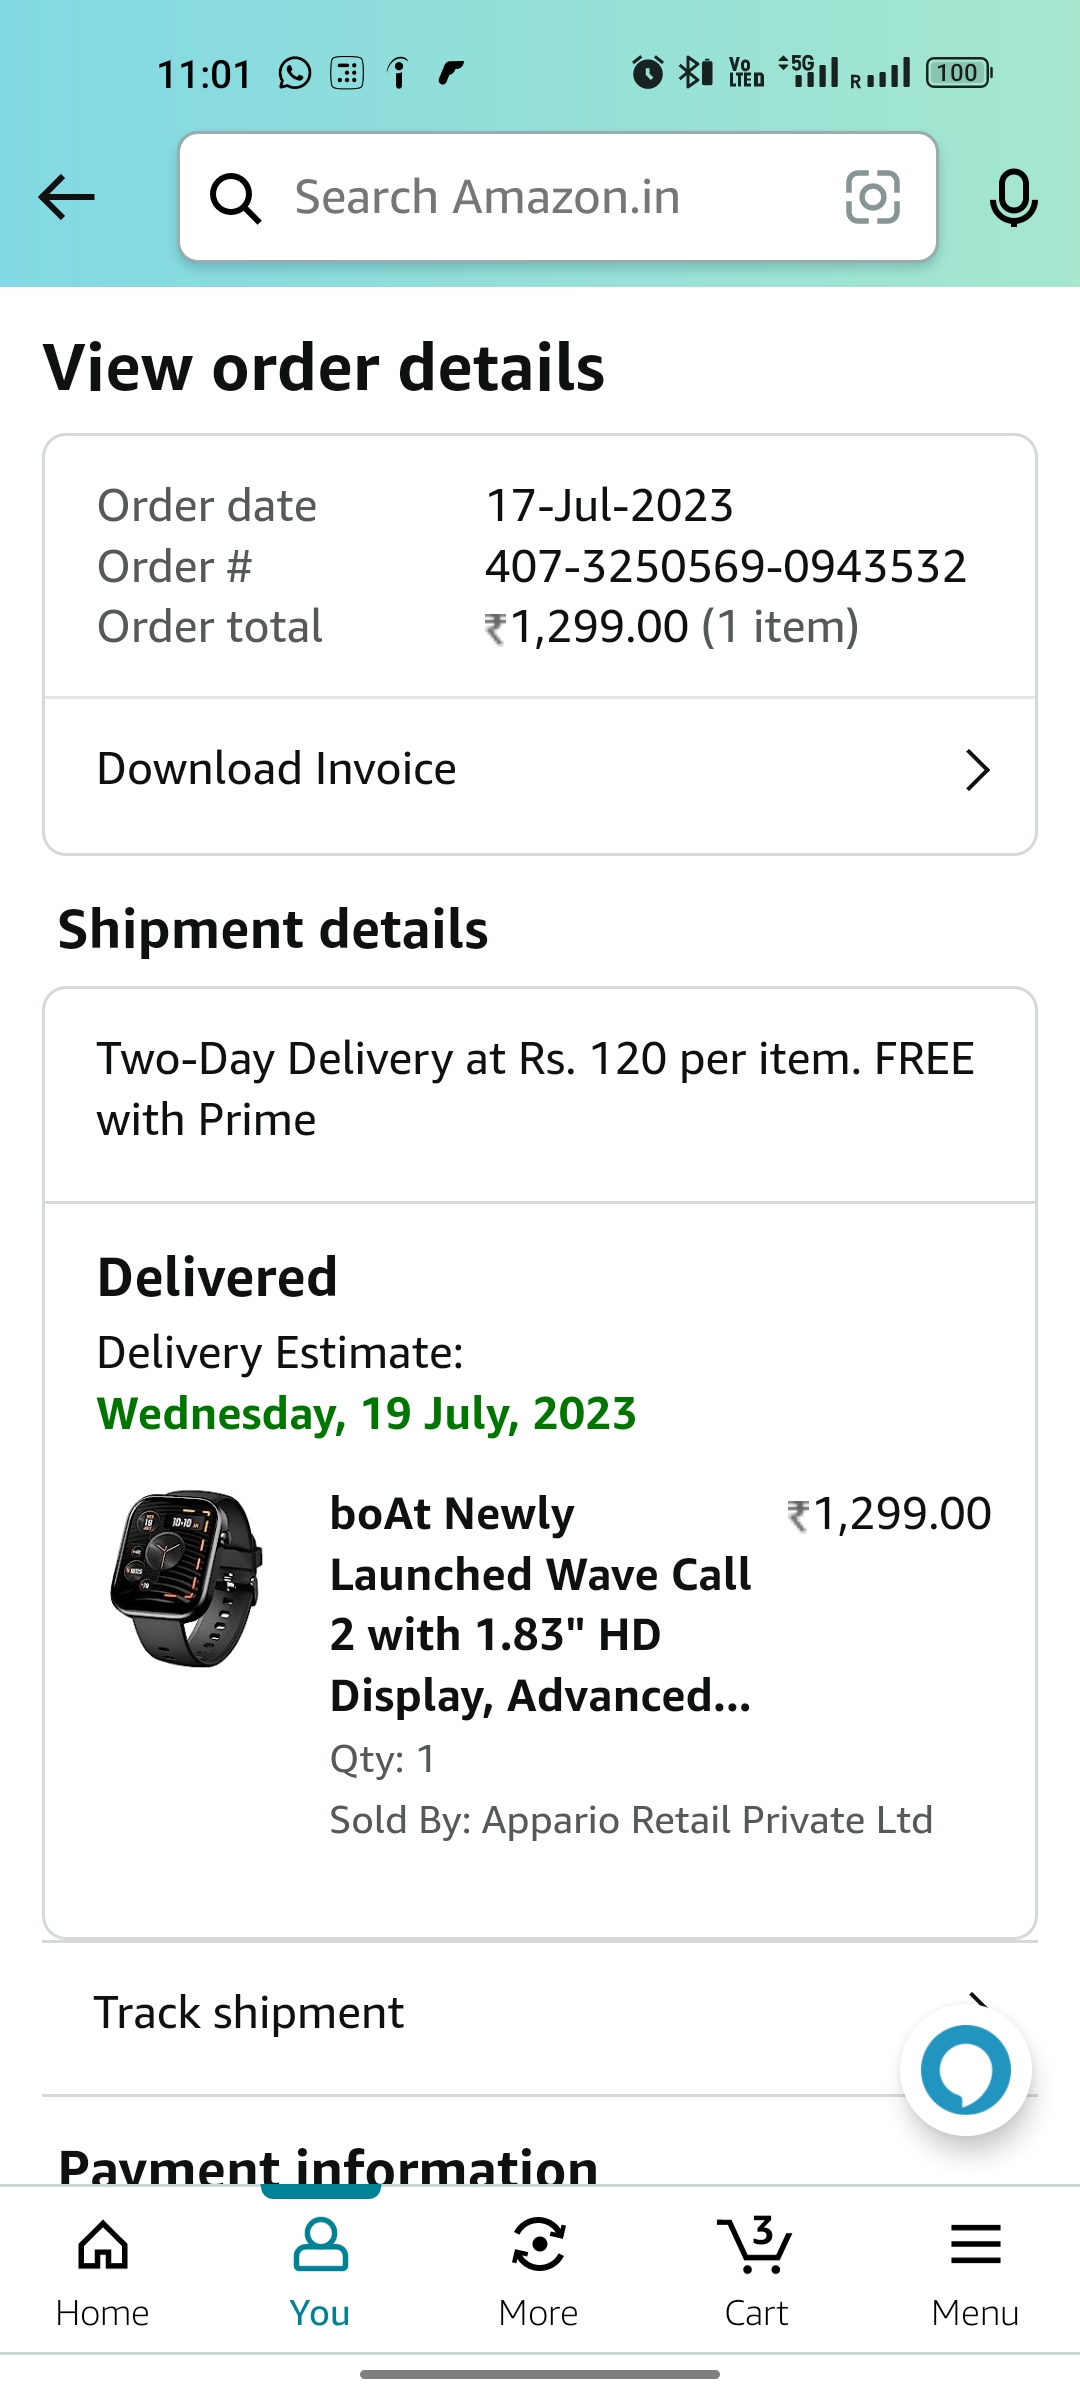 11:01 VoLTED 5G R 100
Search Amazon.in
View order details
Order date 17-Jul-2023
Order # 407-3250569-0943532
Order total ₹1,299.00 (1 item)
Download Invoice
Shipment details
Two-Day Delivery at Rs. 120 per item. FREE
with Prime
Delivered
Delivery Estimate:
Wednesday, 19 July, 2023
boAt Newly ₹1,299.00
Launched Wave Call
2 with 1.83" HD
Display, Advanced...
Qty: 1
Sold By: Appario Retail Private Ltd
Track shipment
Payment information
3
Home You More Cart Menu